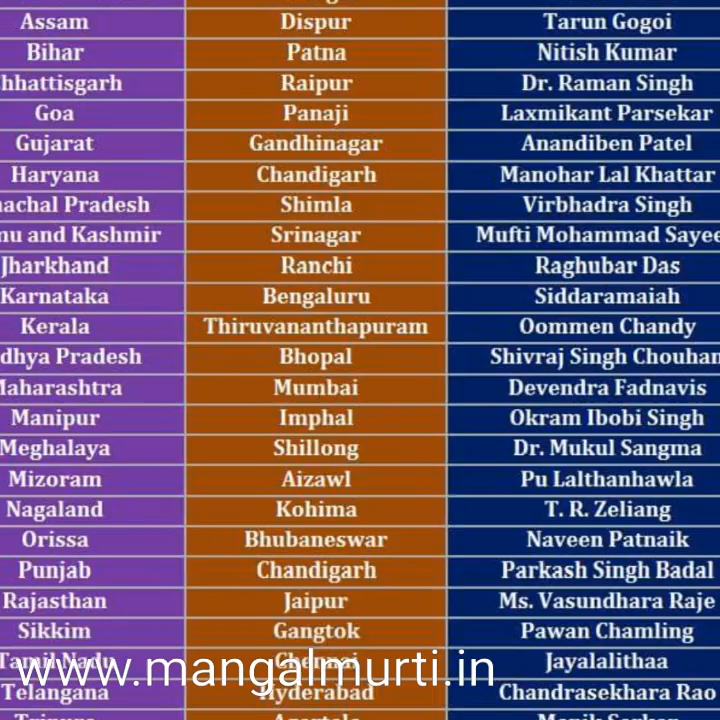 Assam Dispur Tarun Gogoi
Bihar Patna Nitish Kumar
hhattisgarh Raipur Dr. Raman Singh
Goa Panaji Laxmikant Parsekar
Gujarat Gandhinagar Anandiben Patel
Haryana Chandigarh Manohar Lal Khattar
achal Pradesh Shimla Virbhadra Singh
nu and Kashmir Srinagar Mufti Mohammad Sayee
Jharkhand Ranchi Raghubar Das
Karnataka Bengaluru Siddaramaiah
Kerala Thiruvananthapuram Oommen Chandy
dhya Pradesh Bhopal Shivraj Singh Chouhan
Maharashtra Mumbai Devendra Fadnavis
Manipur Imphal Okram Ibobi Singh
Meghalaya Shillong Dr. Mukul Sangma
Mizoram Aizawl Pu Lalthanhawla
Nagaland Kohima T. R. Zeliang
Orissa Bhubaneswar Naveen Patnaik
Punjab Chandigarh Parkash Singh Badal
Rajasthan Jaipur Ms. Vasundhara Raje
Sikkim Gangtok Pawan Chamling
Tamil Nadu Chennai Jayalalithaa
www.mangalmurti.in
Telangana Hyderabad Chandrasekhara Rao